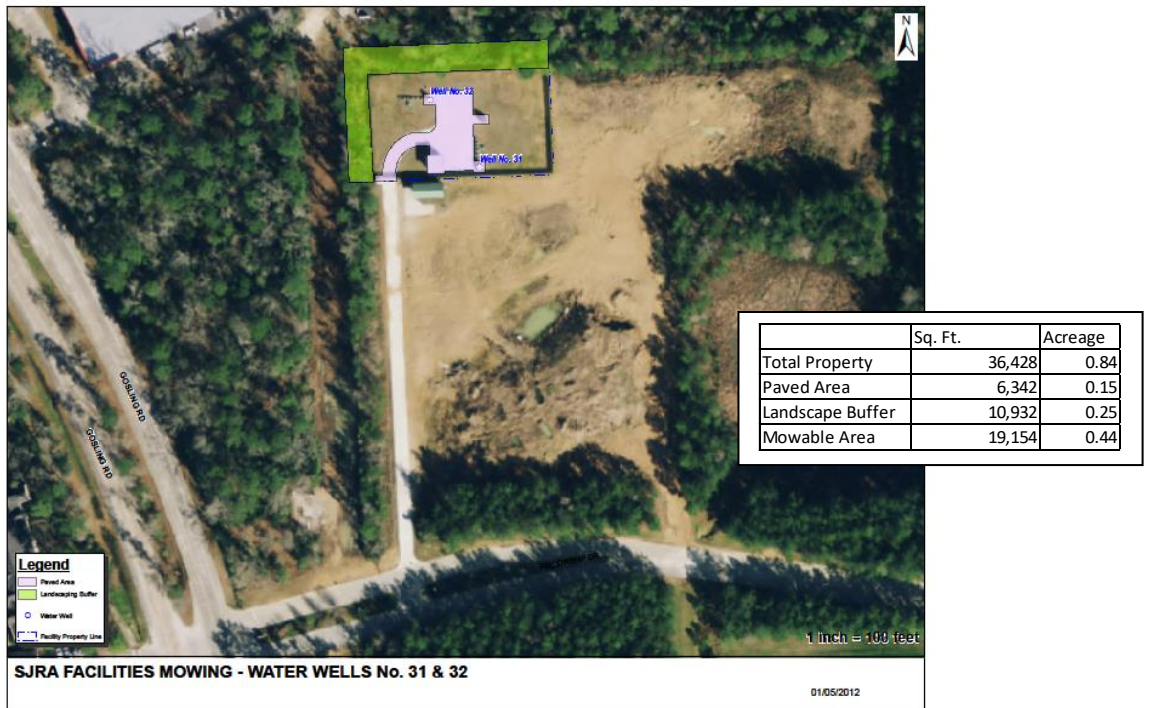 N
Well No. 32
Well No. 31
Sq. Ft. Acreage
Total Property 36,428 0.84
Paved Area 6,342 0.15
Landscape Buffer 10,932 0.25
Mowable Area 19,154 0.44
GOSLING RD
GOSLING RD
Legend
Paved Area
Landscaping Buffer
Water Well
Facility Property Line
1 inch = 100 feet
SJRA FACILITIES MOWING - WATER WELLS No. 31 & 32
01/05/2012